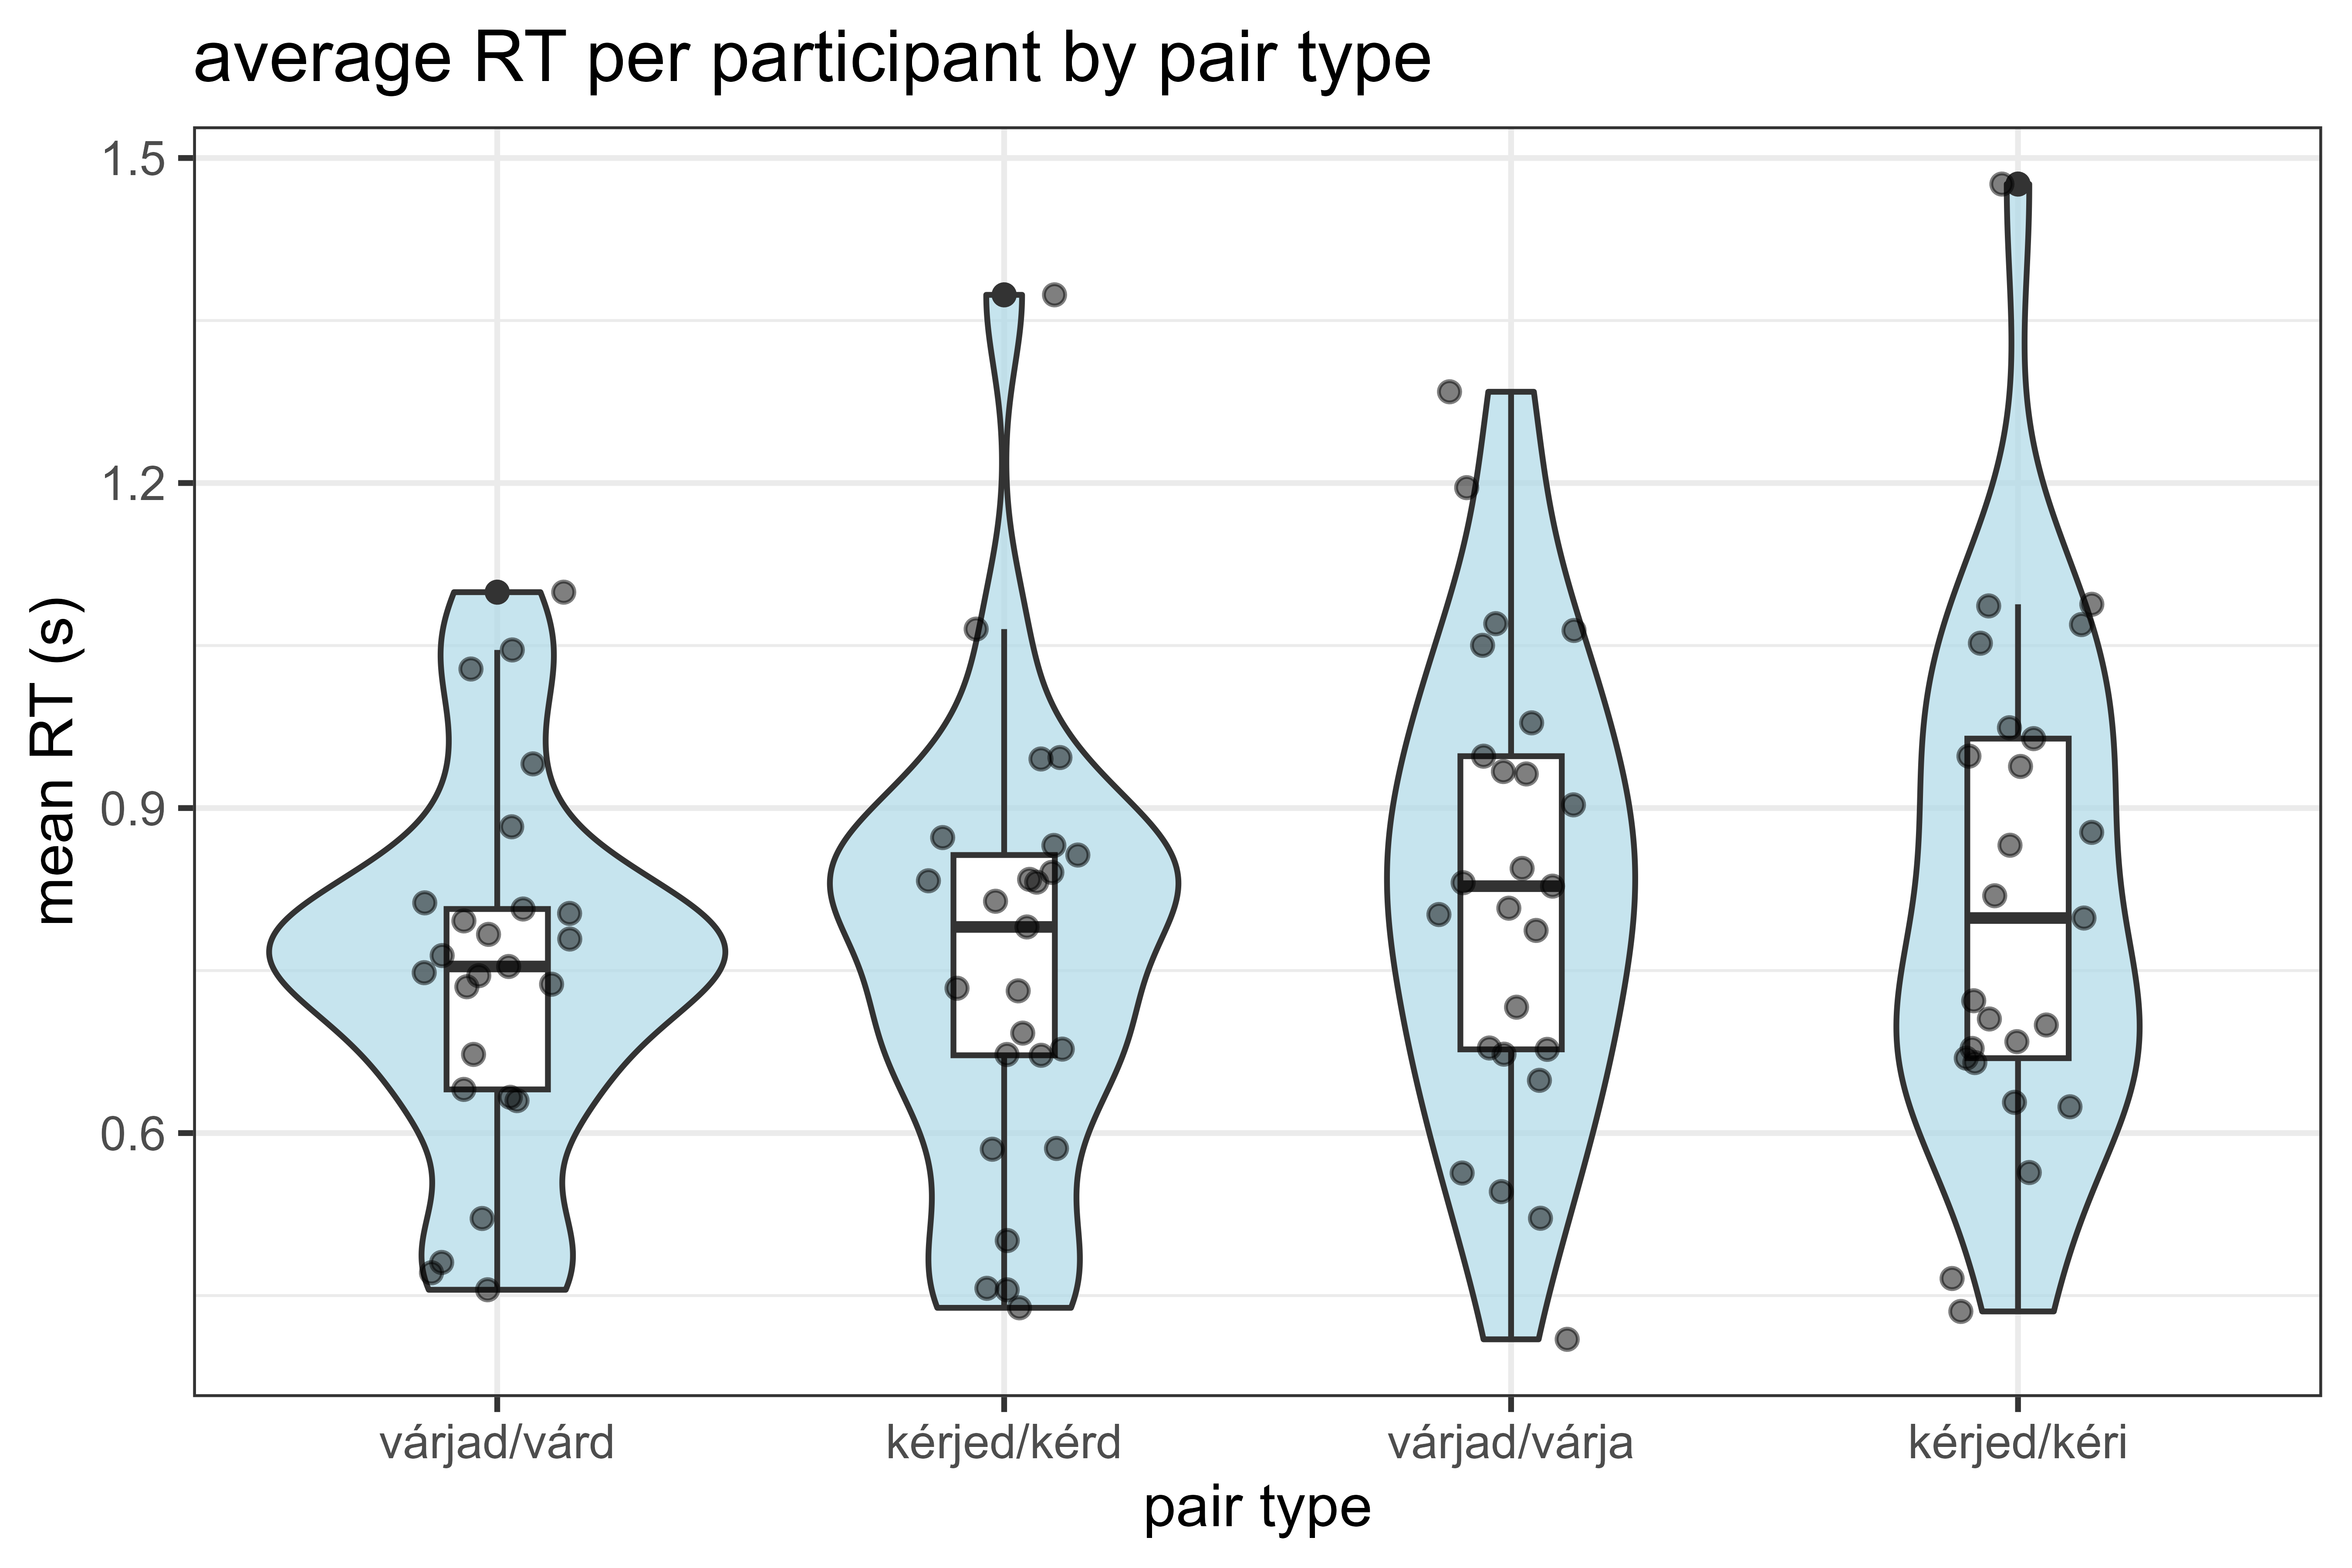 average RT per participant by pair type
1.5
1.2
0.9
0.6
mean RT (s)
várjad/várd
kérjed/kérd
várjad/várja
kérjed/kéri
pair type